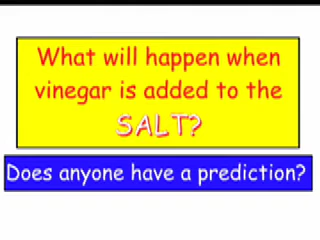 What will happen when
vinegar is added to the
SALT?
Does anyone have a prediction?